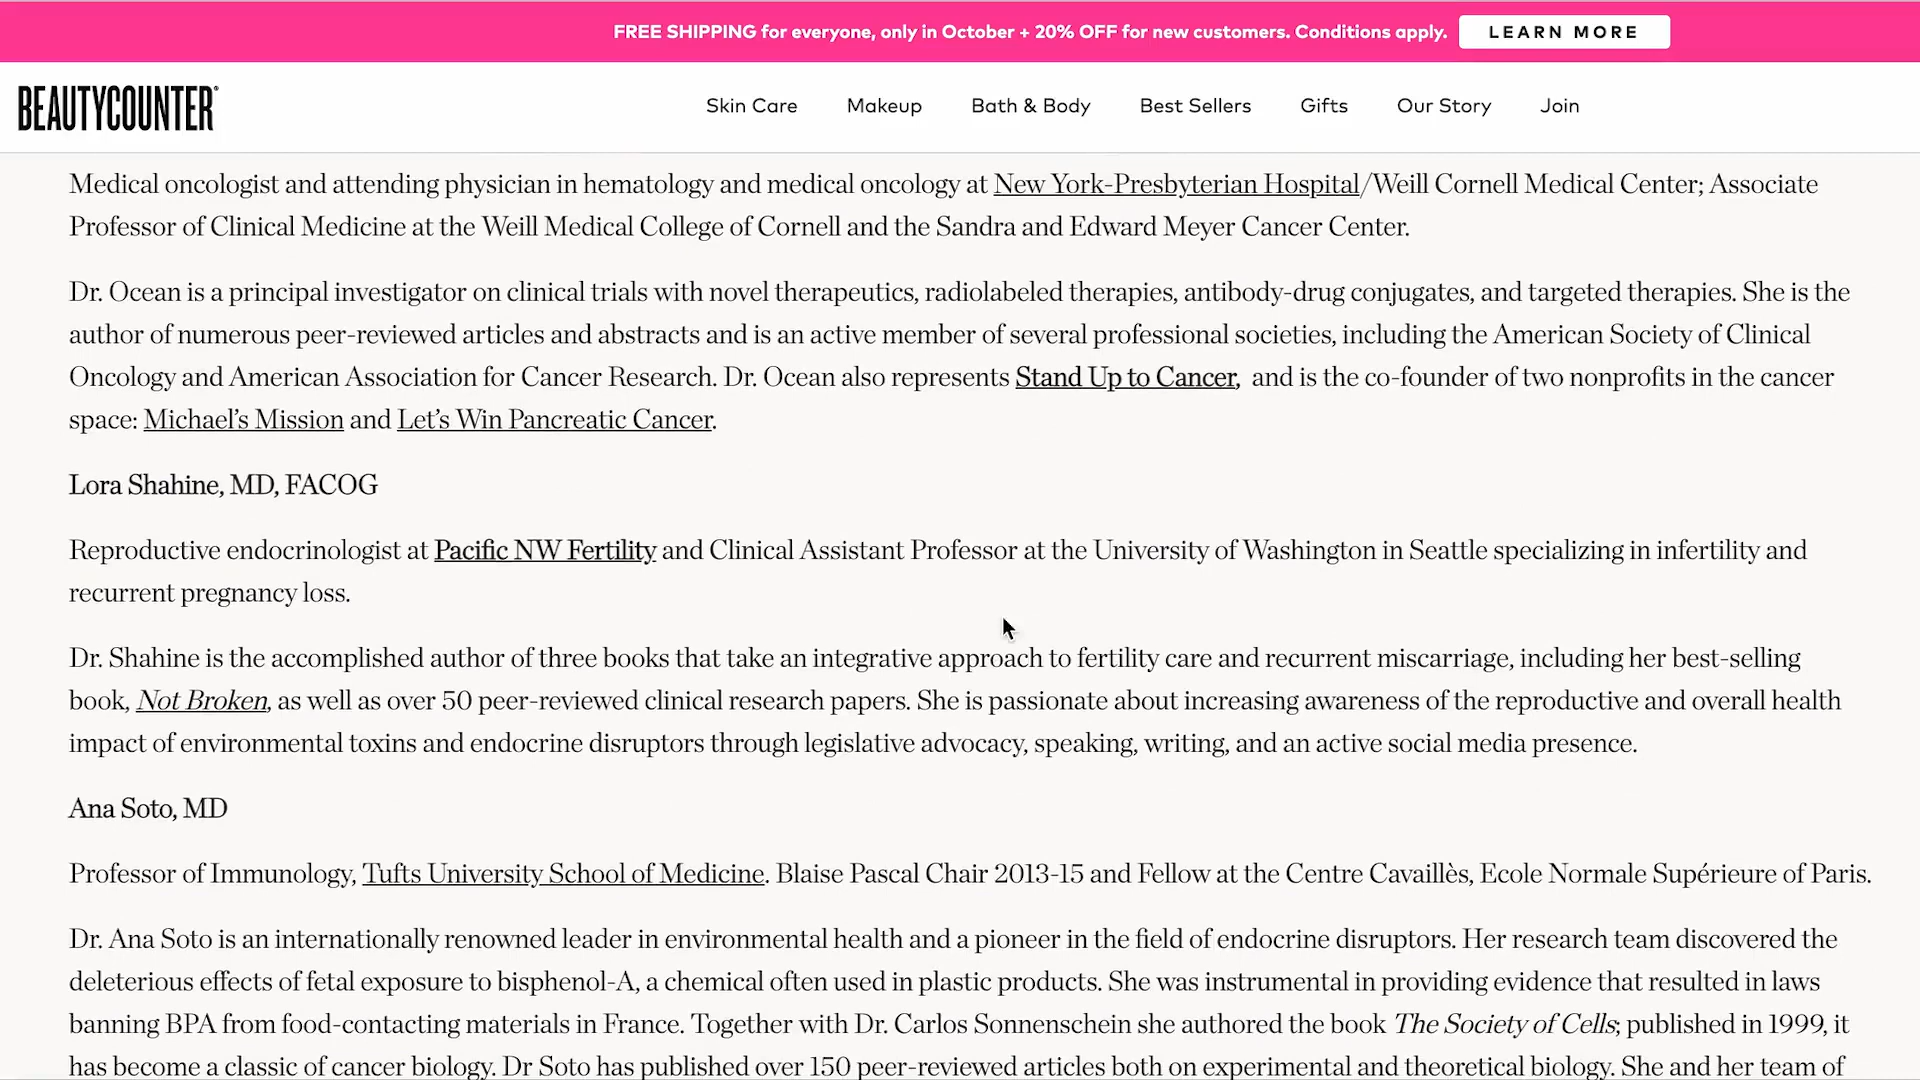 FREE SHIPPING for everyone, only in October + 20% OFF for new customers. Conditions apply. LEARN MORE
BEAUTYCOUNTER
Skin Care Makeup Bath & Body Best Sellers Gifts Our Story Join
Medical oncologist and attending physician in hematology and medical oncology at New York-Presbyterian Hospital/Weill Cornell Medical Center; Associate
Professor of Clinical Medicine at the Weill Medical College of Cornell and the Sandra and Edward Meyer Cancer Center.
Dr. Ocean is a principal investigator on clinical trials with novel therapeutics, radiolabeled therapies, antibody-drug conjugates, and targeted therapies. She is the
author of numerous peer-reviewed articles and abstracts and is an active member of several professional societies, including the American Society of Clinical
Oncology and American Association for Cancer Research. Dr. Ocean also represents Stand Up to Cancer, and is the co-founder of two nonprofits in the cancer
space: Michael's Mission and Let's Win Pancreatic Cancer.
Lora Shahine, MD, FACOG
Reproductive endocrinologist at Pacific NW Fertility and Clinical Assistant Professor at the University of Washington in Seattle specializing in infertility and
recurrent pregnancy loss.
Dr. Shahine is the accomplished author of three books that take an integrative approach to fertility care and recurrent miscarriage, including her best-selling
book, Not Broken, as well as over 50 peer-reviewed clinical research papers. She is passionate about increasing awareness of the reproductive and overall health
impact of environmental toxins and endocrine disruptors through legislative advocacy, speaking, writing, and an active social media presence.
Ana Soto, MD
Professor of Immunology, Tufts University School of Medicine. Blaise Pascal Chair 2013-15 and Fellow at the Centre Cavaillès, Ecole Normale Supérieure of Paris.
Dr. Ana Soto is an internationally renowned leader in environmental health and a pioneer in the field of endocrine disruptors. Her research team discovered the
deleterious effects of fetal exposure to bisphenol-A, a chemical often used in plastic products. She was instrumental in providing evidence that resulted in laws
banning BPA from food-contacting materials in France. Together with Dr. Carlos Sonnenschein she authored the book The Society of Cells; published in 1999, it
has become a classic of cancer biology. Dr Soto has published over 150 peer-reviewed articles both on experimental and theoretical biology. She and her team of